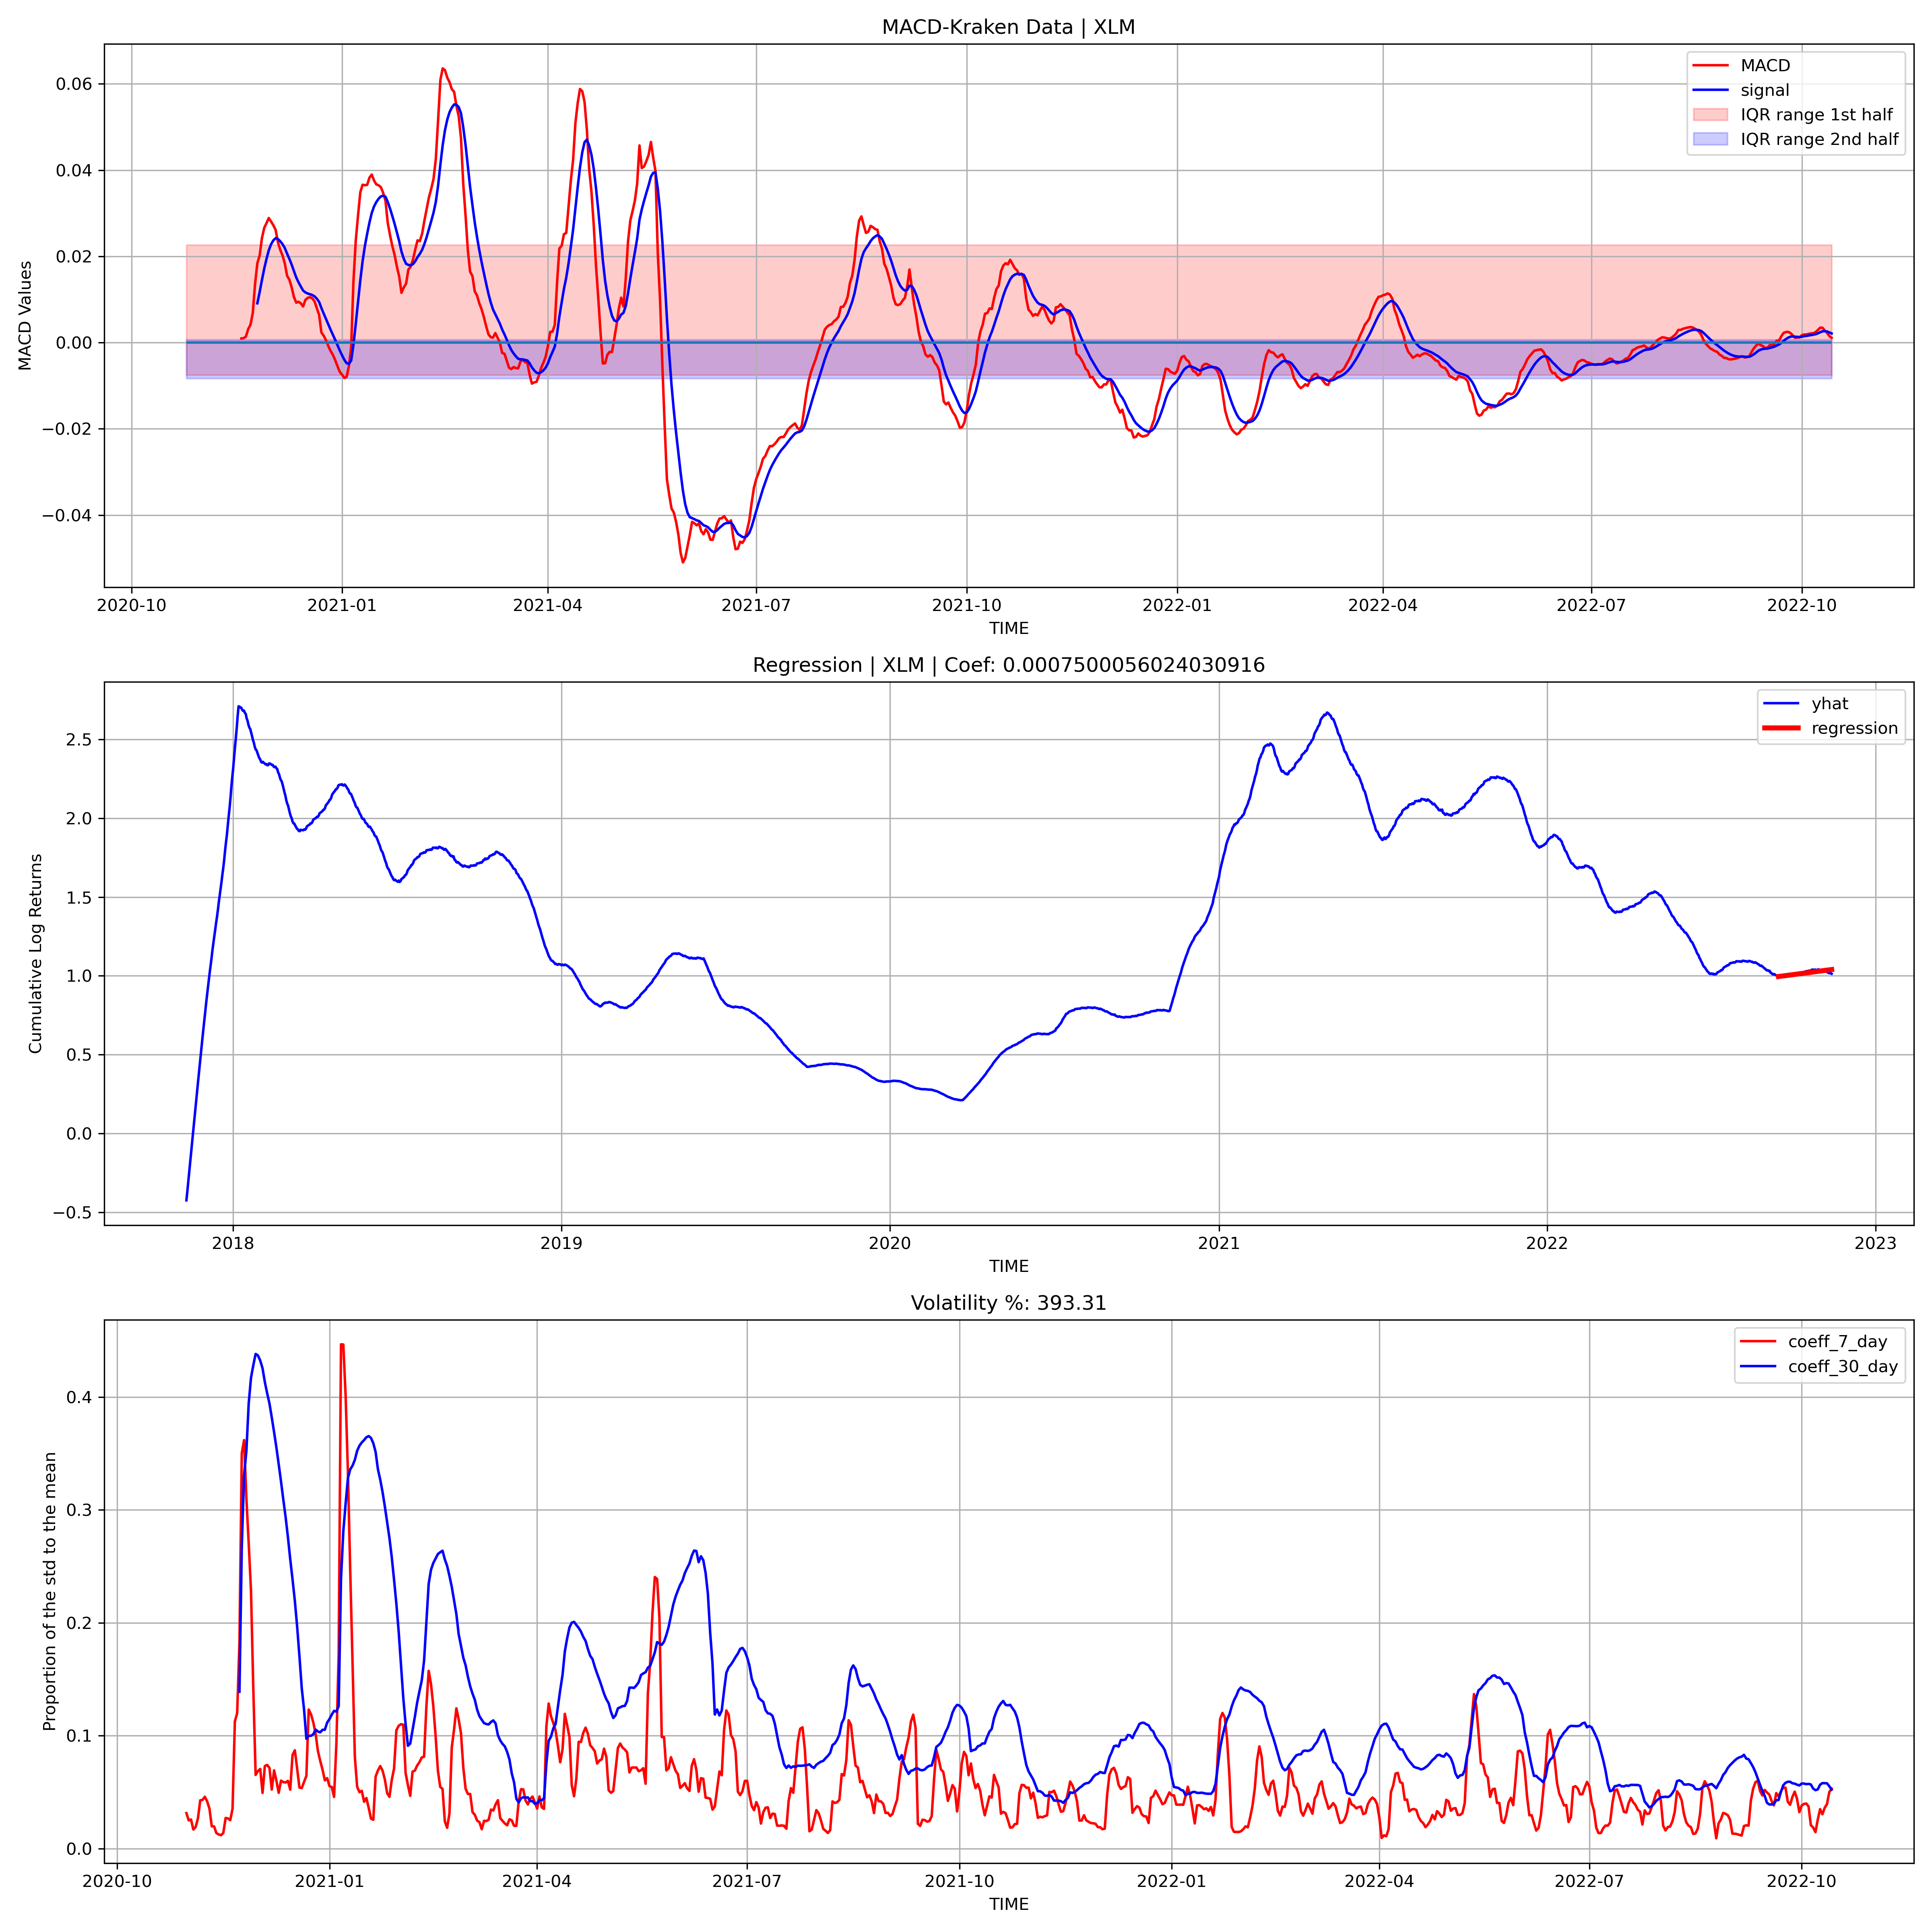 MACD-Kraken Data | XLM
MACD
signal
IQR range 1st half
IQR range 2nd half
MACD Values
0.06
0.04
0.02
0.00
−0.02
−0.04
2020-10 2021-01 2021-04 2021-07 2021-10 2022-01 2022-04 2022-07 2022-10
TIME
Regression | XLM | Coef: 0.0007500056024030916
yhat
regression
Cumulative Log Returns
2.5
2.0
1.5
1.0
0.5
0.0
−0.5
2018 2019 2020 2021 2022 2023
TIME
Volatility %: 393.31
coeff_7_day
coeff_30_day
Proportion of the std to the mean
0.4
0.3
0.2
0.1
0.0
2020-10 2021-01 2021-04 2021-07 2021-10 2022-01 2022-04 2022-07 2022-10
TIME